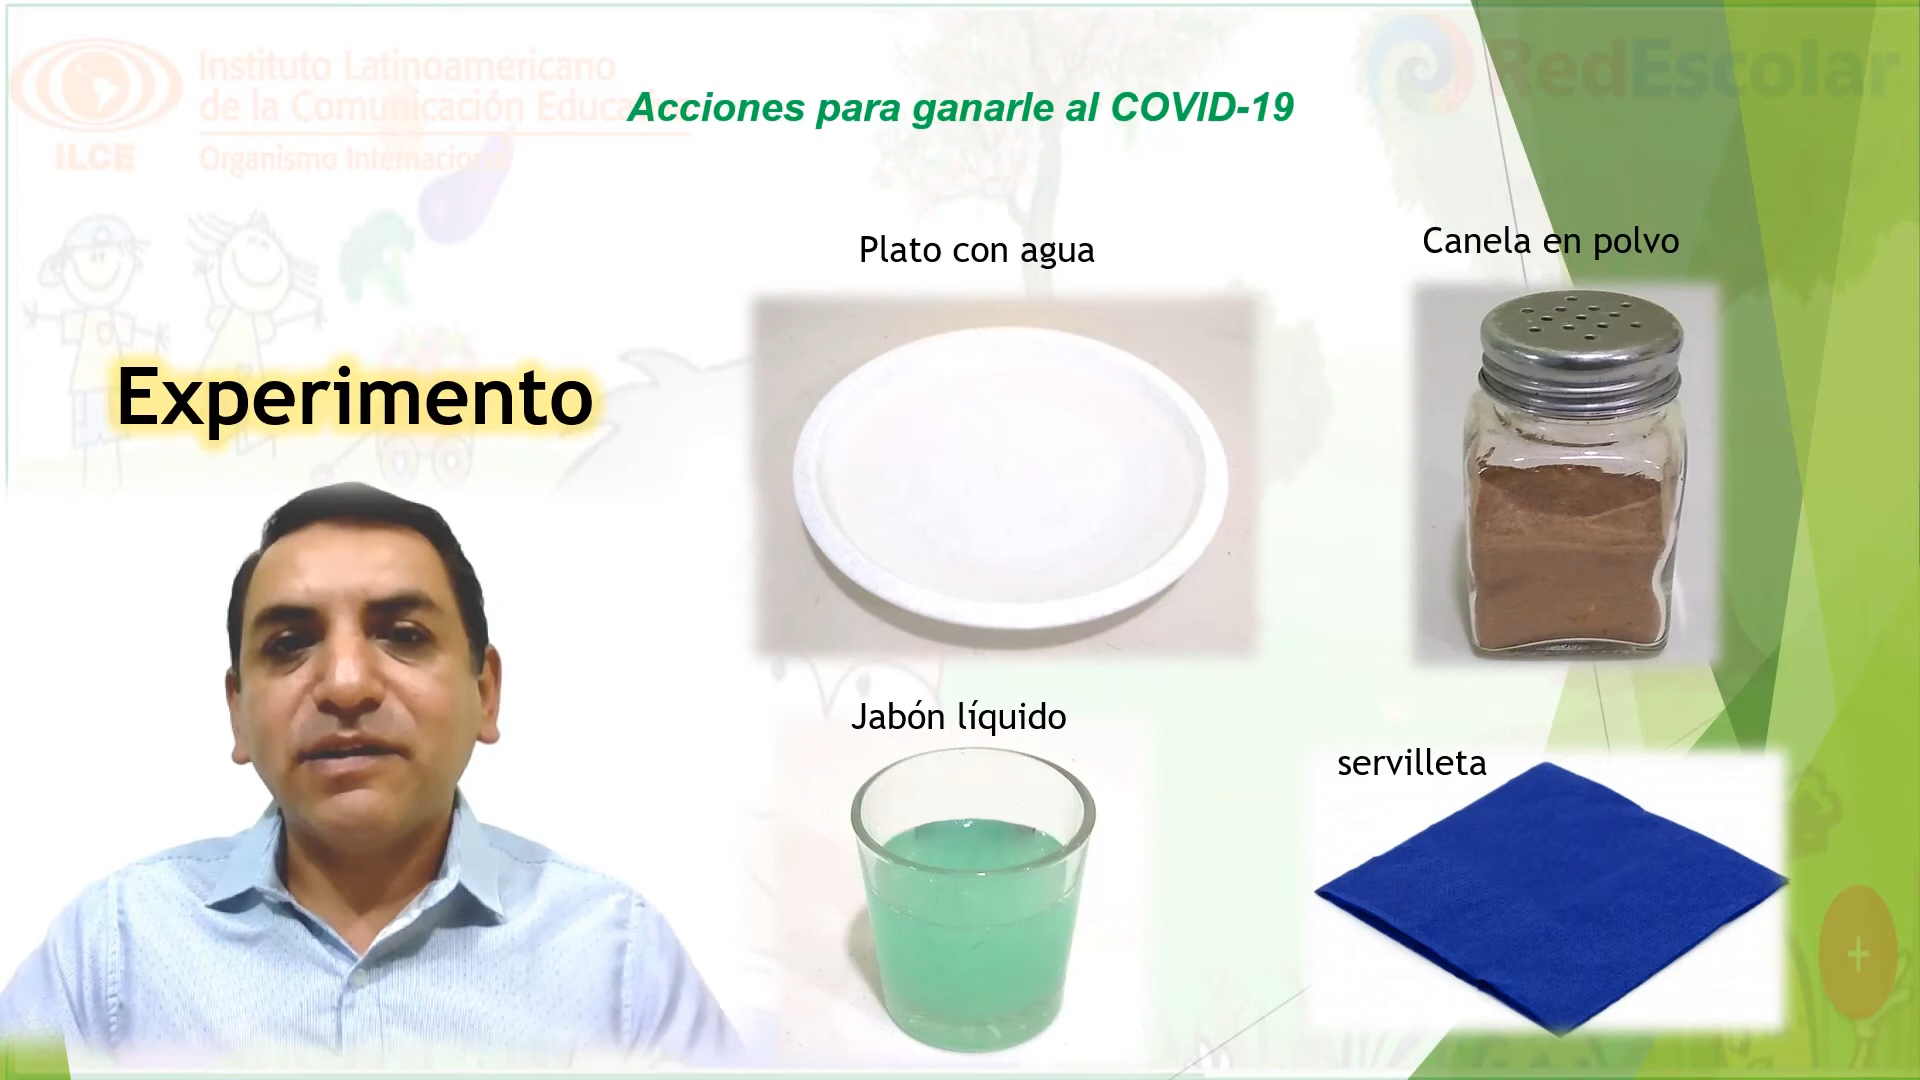 Instituto Latinoamericano
de la Comunicación Educa
ILCE
Organismo Internacional
RedEscolar
Acciones para ganarle al COVID-19
Plato con agua
Canela en polvo
Experimento
Jabón líquido
servilleta
+